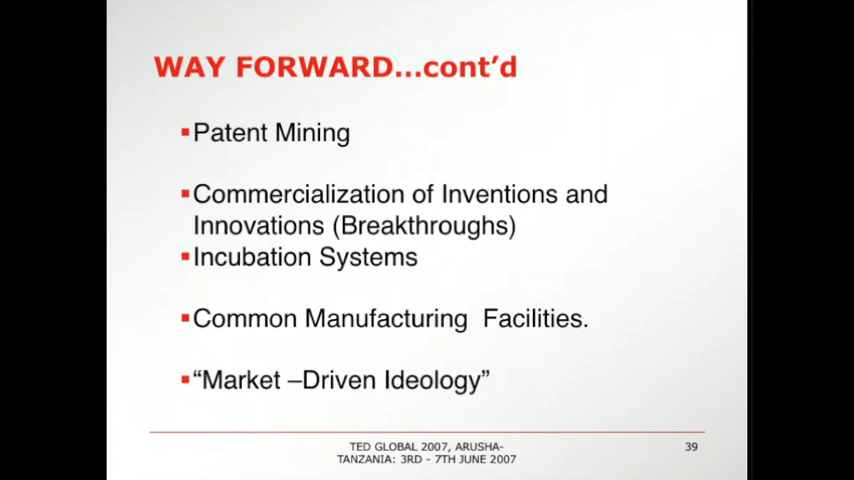 WAY FORWARD...cont'd
▪Patent Mining
▪Commercialization of Inventions and
Innovations (Breakthroughs)
▪Incubation Systems
▪Common Manufacturing  Facilities.
▪“Market –Driven Ideology”
TED GLOBAL 2007, ARUSHA-
TANZANIA: 3RD - 7TH JUNE 2007
39